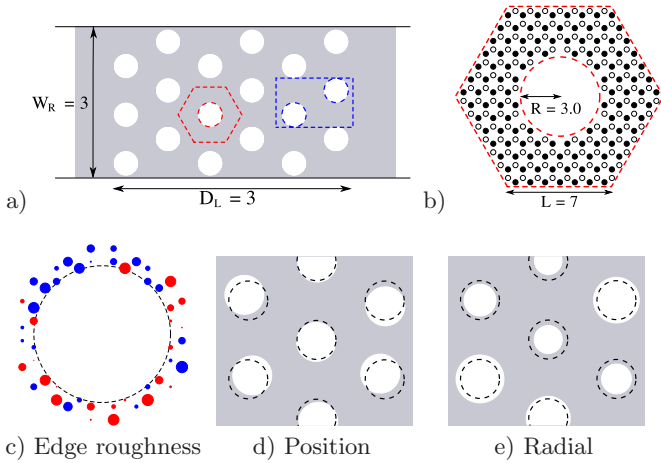 W_R = 3
D_L = 3
a)
R = 3.0
L = 7
b)
c) Edge roughness
d) Position
e) Radial